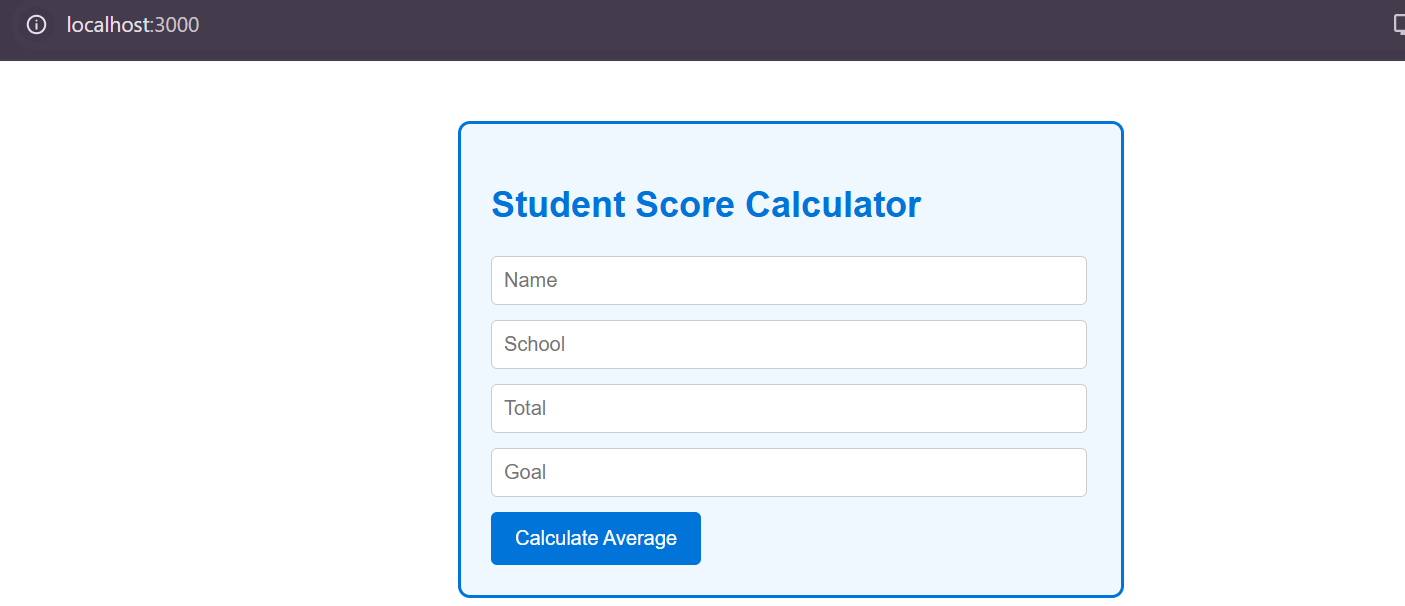 localhost:3000
Student Score Calculator
Name
School
Total
Goal
Calculate Average